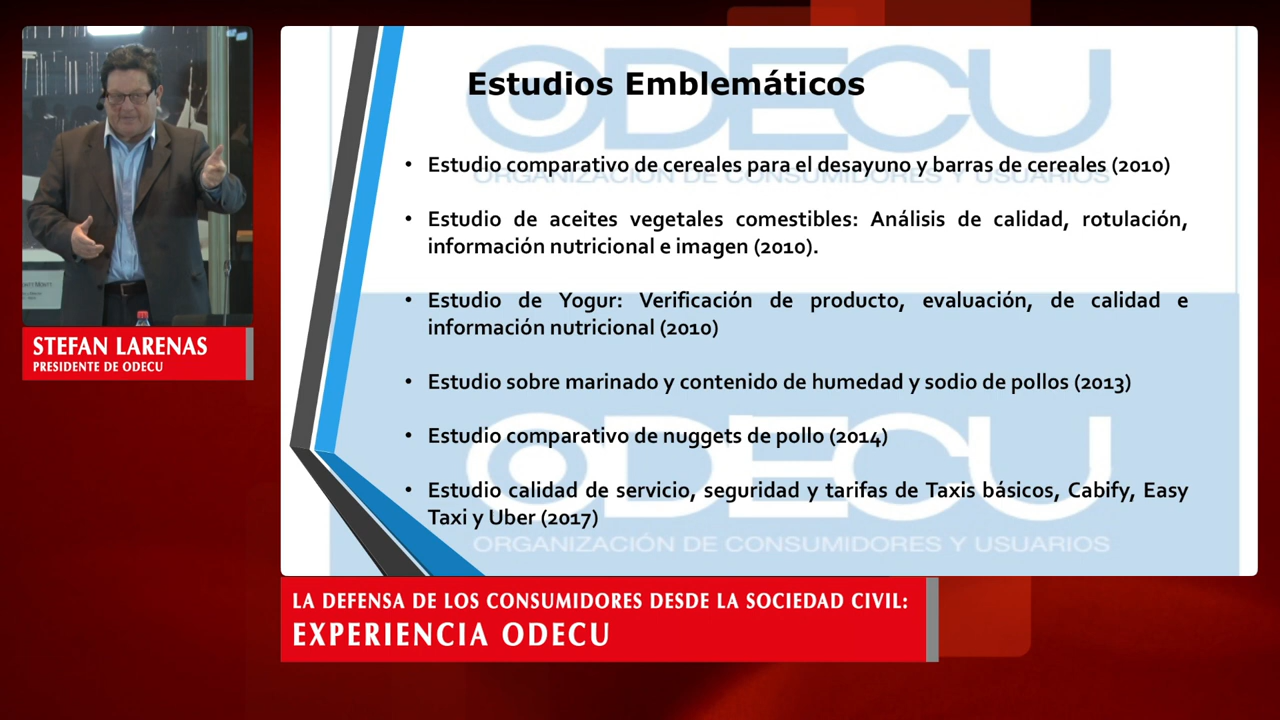 STEFAN LARENAS
PRESIDENTE DE ODECU
ODECU
Estudios Emblemáticos
• Estudio comparativo de cereales para el desayuno y barras de cereales (2010)
ORGANIZACIÓN DE CONSUMIDORES Y USUARIOS
• Estudio de aceites vegetales comestibles: Análisis de calidad, rotulación,
información nutricional e imagen (2010).
• Estudio de Yogur: Verificación de producto, evaluación, de calidad e
información nutricional (2010)
• Estudio sobre marinado y contenido de humedad y sodio de pollos (2013)
• Estudio comparativo de nuggets de pollo (2014)
ODECU
• Estudio calidad de servicio, seguridad y tarifas de Taxis básicos, Cabify, Easy
Taxi y Uber (2017)
ORGANIZACIÓN DE CONSUMIDORES Y USUARIOS
LA DEFENSA DE LOS CONSUMIDORES DESDE LA SOCIEDAD CIVIL:
EXPERIENCIA ODECU